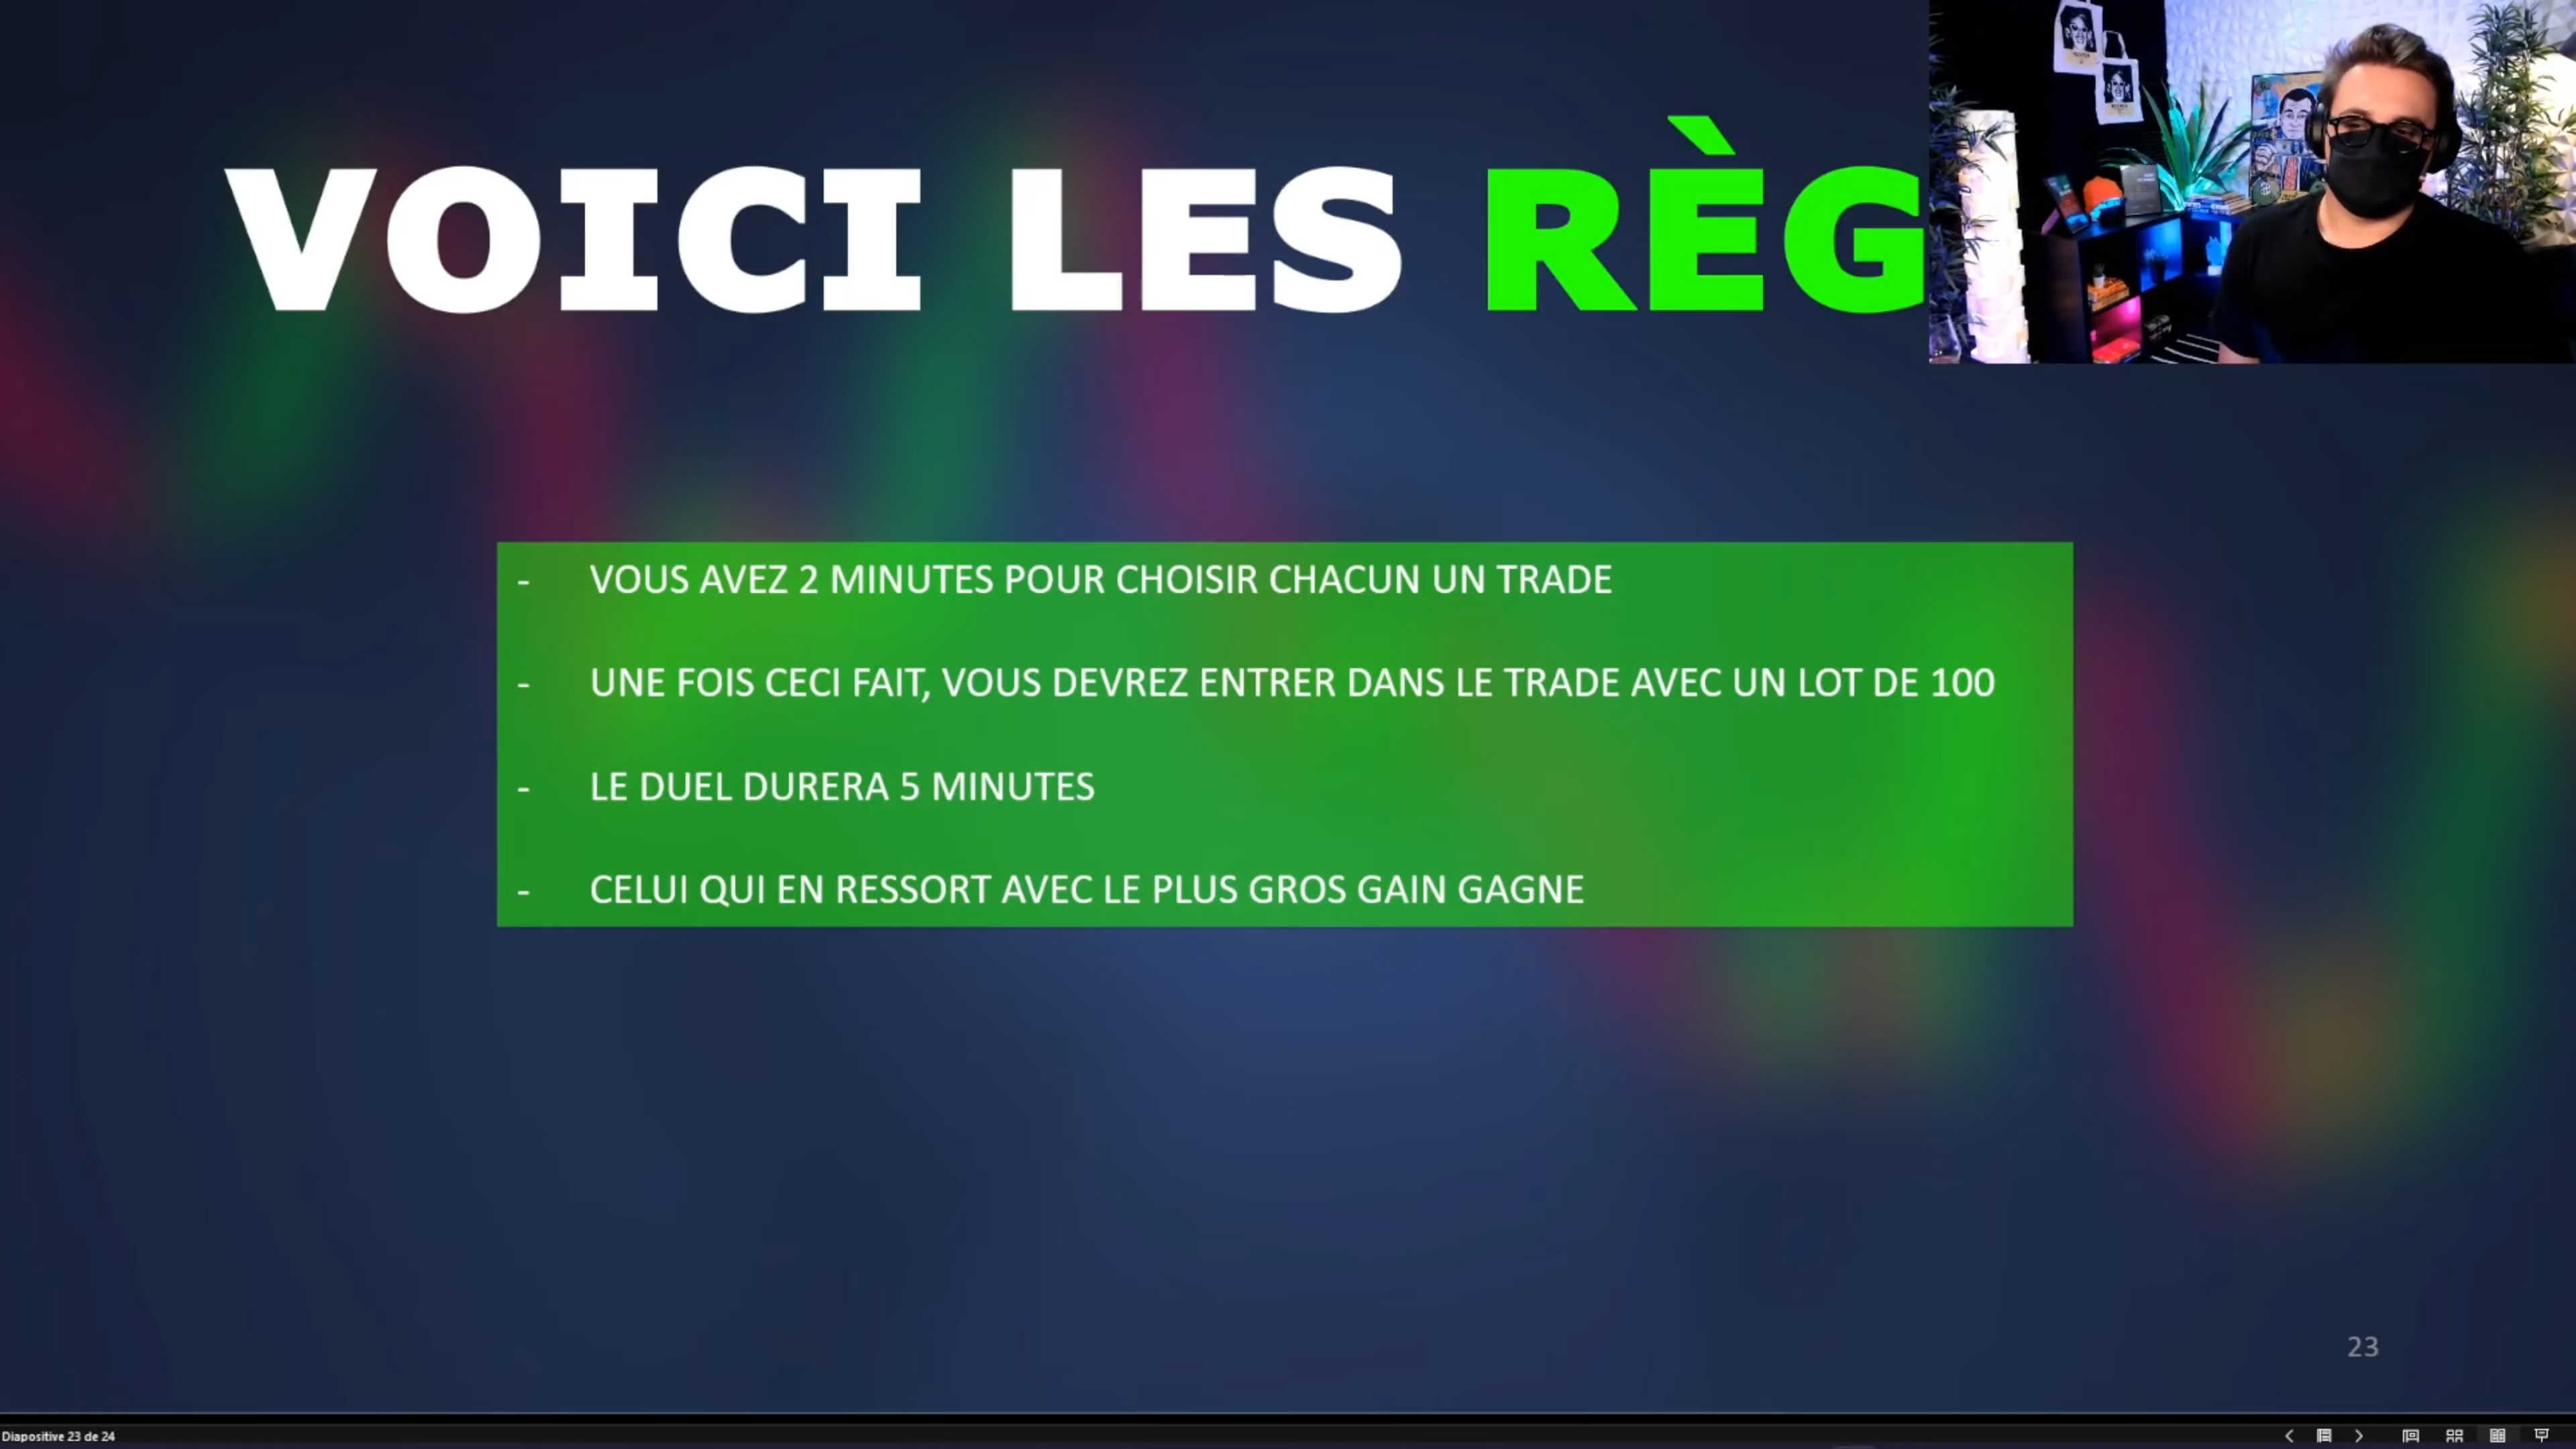 VOICI LES RÈG
- VOUS AVEZ 2 MINUTES POUR CHOISIR CHACUN UN TRADE
- UNE FOIS CECI FAIT, VOUS DEVREZ ENTRER DANS LE TRADE AVEC UN LOT DE 100
- LE DUEL DURERA 5 MINUTES
- CELUI QUI EN RESSORT AVEC LE PLUS GROS GAIN GAGNE
23
Diapositive 23 de 24